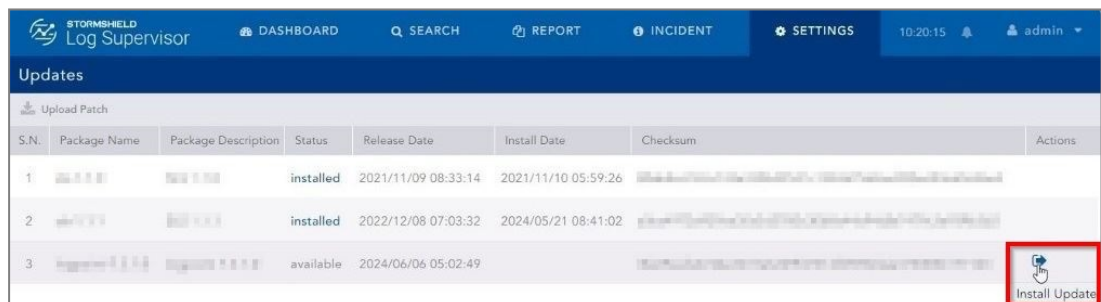 STORMSHIELD
Log Supervisor DASHBOARD SEARCH REPORT INCIDENT SETTINGS 10:20:15 admin
Updates
Upload Patch
S.N. Package Name Package Description Status Release Date Install Date Checksum Actions
1 installed 2021/11/09 08:33:14 2021/11/10 05:59:26
2 installed 2022/12/08 07:03:32 2024/05/21 08:41:02
3 available 2024/06/06 05:02:49
Install Update